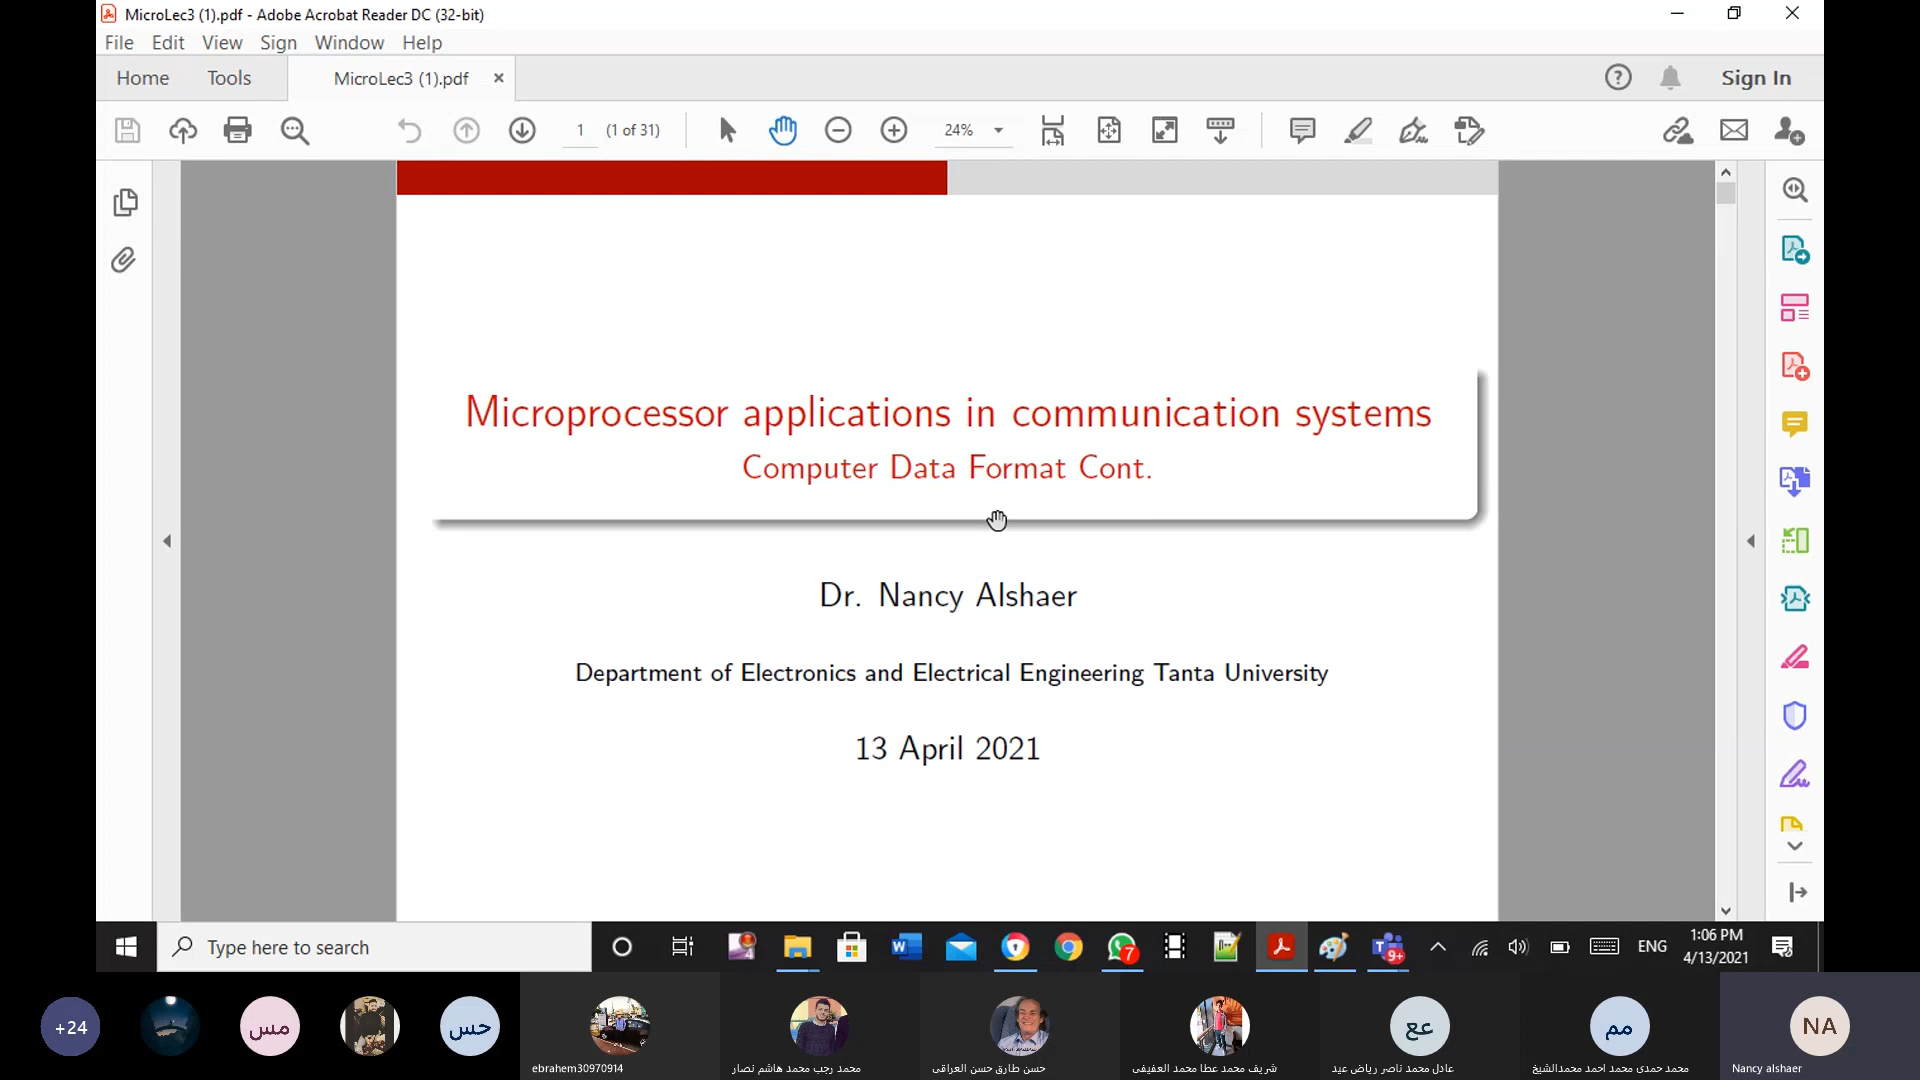 MicroLec3 (1).pdf - Adobe Acrobat Reader DC (32-bit)
File Edit View Sign Window Help
Home Tools MicroLec3 (1).pdf Sign In
1 (1 of 31) 24%
Microprocessor applications in communication systems
Computer Data Format Cont.
Dr. Nancy Alshaer
Department of Electronics and Electrical Engineering Tanta University
13 April 2021
Type here to search
4
7
9+
ENG
1:06 PM
4/13/2021
+24
مس
حس
عع
مم
NA
ebrahem30970914
محمد رجب محمد هاشم نصار
حسن طارق حسن العراقى
شريف محمد عطا محمد العفيفى
عادل محمد ناصر رياض عيد
محمد حمدى محمد احمد محمدالشيخ
Nancy alshaer